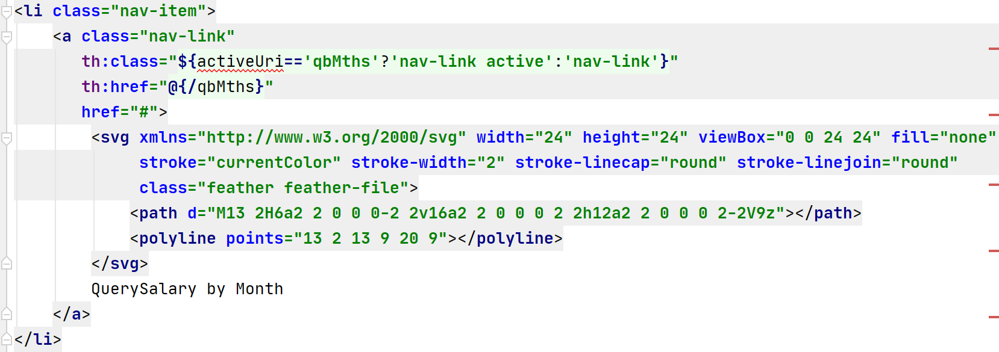 <li class="nav-item">
<a class="nav-link"
th:class="${activeUri=='qbMths'?'nav-link active':'nav-link'}"
th:href="@{/qbMths}"
href="#">
<svg xmlns="http://www.w3.org/2000/svg" width="24" height="24" viewBox="0 0 24 24" fill="none"
stroke="currentColor" stroke-width="2" stroke-linecap="round" stroke-linejoin="round"
class="feather feather-file">
<path d="M13 2H6a2 2 0 0 0-2 2v16a2 2 0 0 0 2 2h12a2 2 0 0 0 2-2V9z"></path>
<polyline points="13 2 13 9 20 9"></polyline>
</svg>
QuerySalary by Month
</a>
</li>